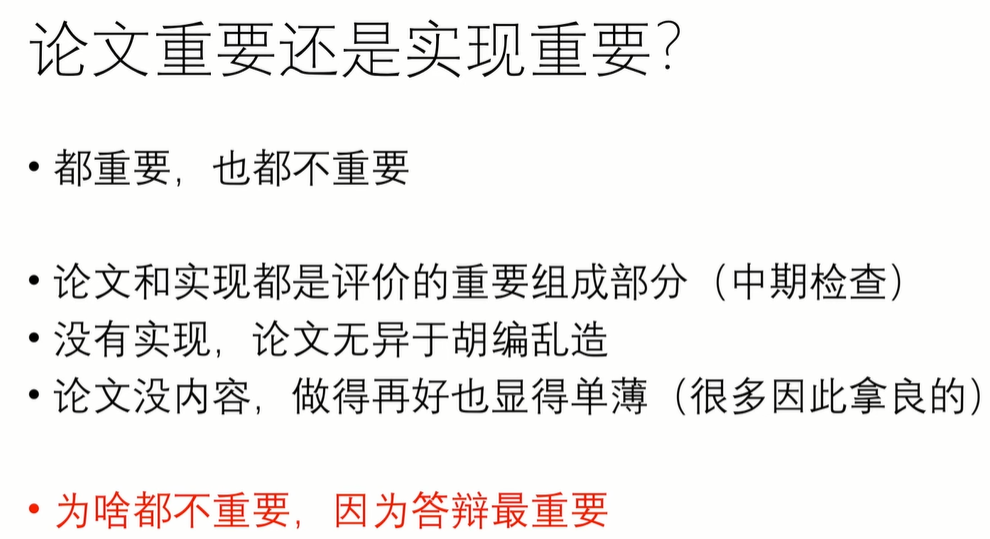 论文重要还是实现重要？
• 都重要，也都不重要
• 论文和实现都是评价的重要组成部分（中期检查）
• 没有实现，论文无异于胡编乱造
• 论文没内容，做得再好也显得单薄（很多因此拿良的）
• 为啥都不重要，因为答辩最重要